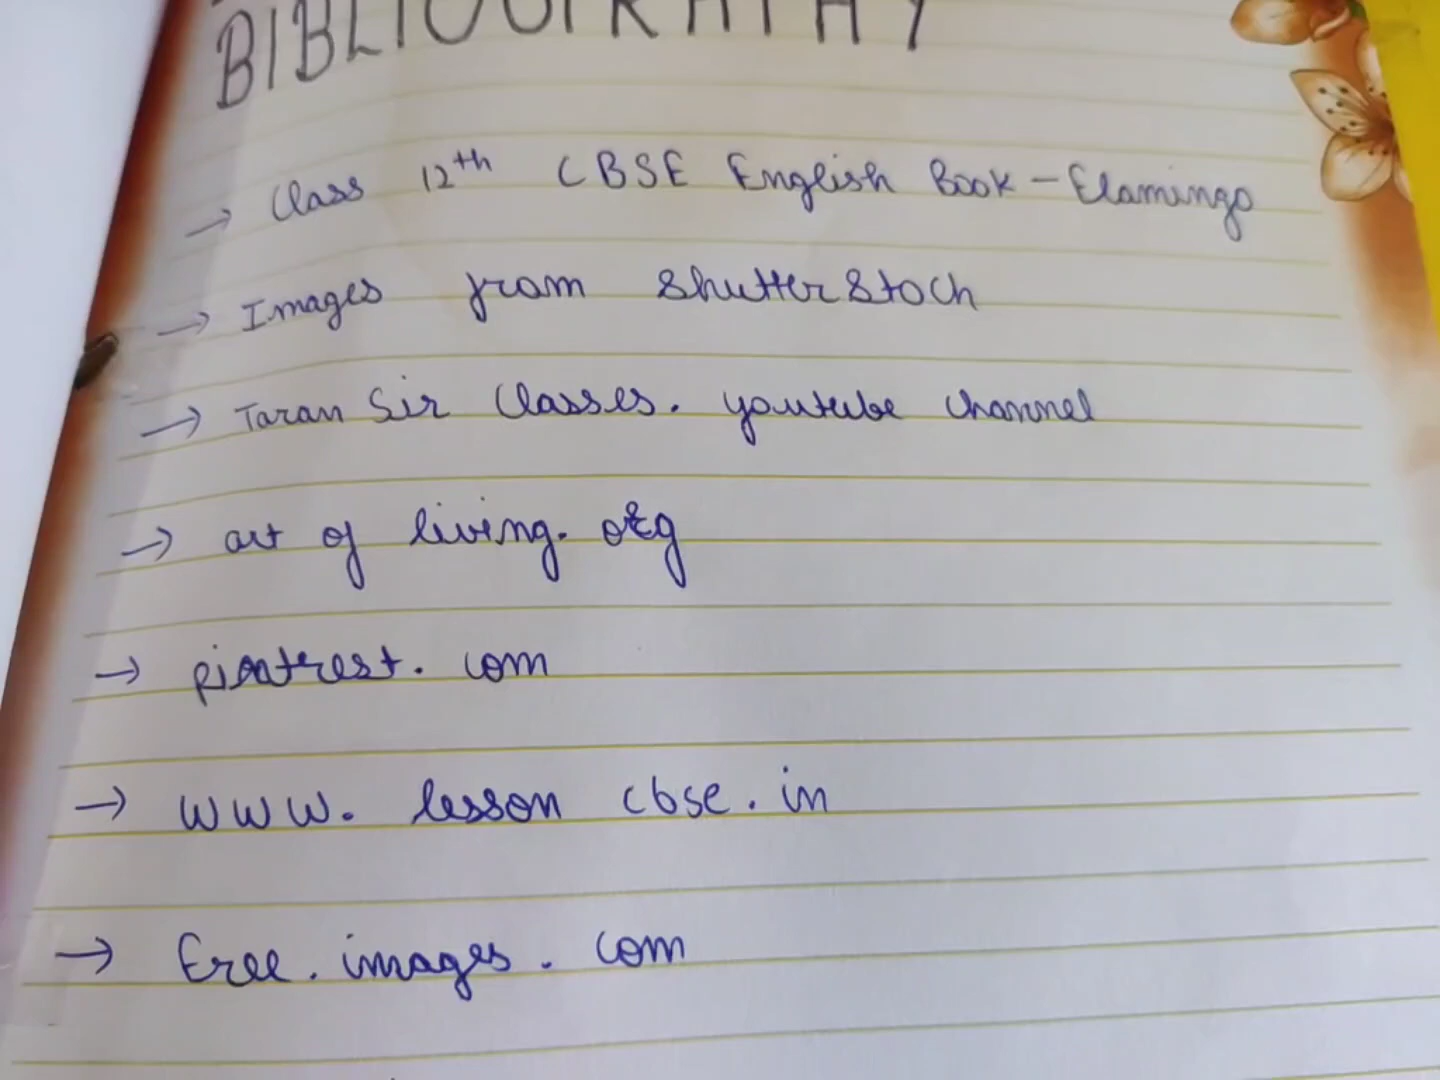 BIBLIOGRAPHY
→ Class 12th CBSE English Book - Flamingo
→ Images from Shutterstoch
→ Taran Sir Classes. youtube channel
→ art of living. org
→ pintrest. com
→ www. lesson cbse. in
→ Free. images. com